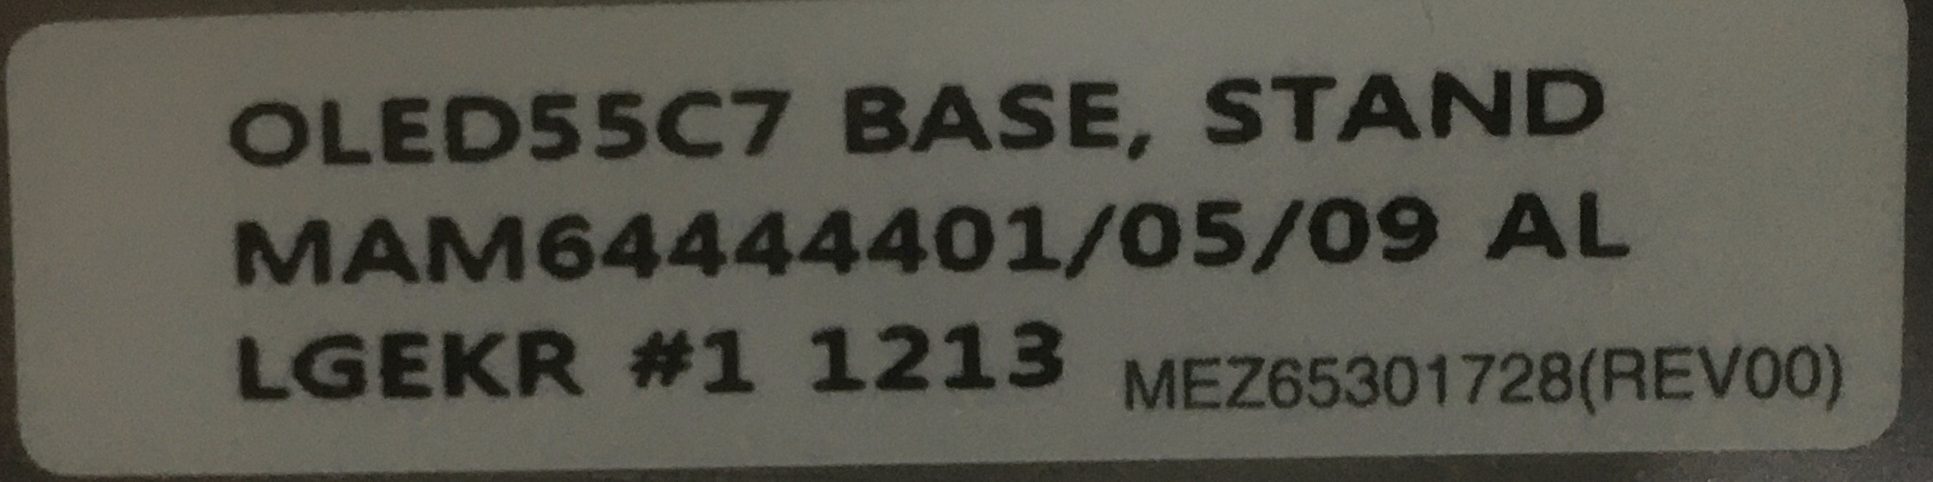 OLED55C7 BASE, STAND
MAM64444401/05/09 AL
LGEKR #1 1213 MEZ65301728(REV00)